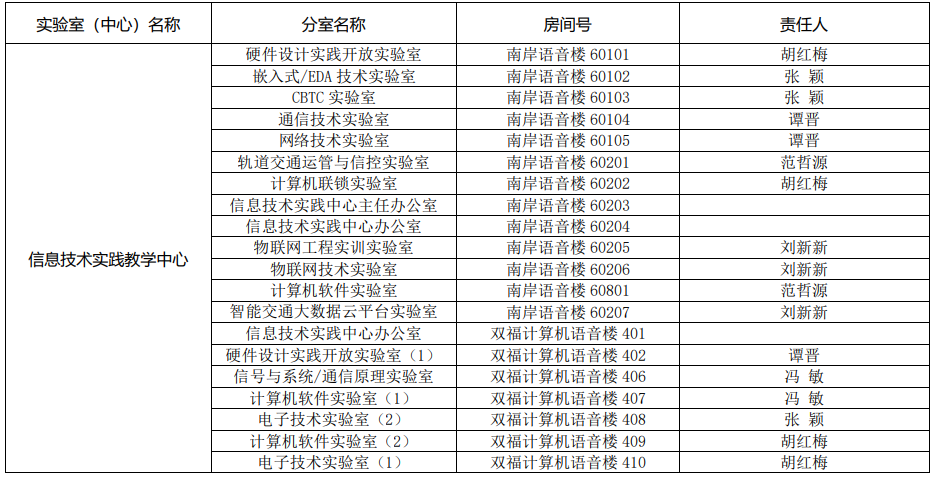 实验室（中心）名称 分室名称 房间号 责任人
硬件设计实践开放实验室 南岸语音楼 60101 胡红梅
嵌入式/EDA 技术实验室 南岸语音楼 60102 张 颖
CBTC 实验室 南岸语音楼 60103 张 颖
通信技术实验室 南岸语音楼 60104 谭晋
网络技术实验室 南岸语音楼 60105 谭晋
轨道交通运管与信控实验室 南岸语音楼 60201 范哲源
计算机联锁实验室 南岸语音楼 60202 胡红梅
信息技术实践中心主任办公室 南岸语音楼 60203
信息技术实践中心办公室 南岸语音楼 60204
物联网工程实训实验室 南岸语音楼 60205 刘新新
信息技术实践教学中心
物联网技术实验室 南岸语音楼 60206 刘新新
计算机软件实验室 南岸语音楼 60801 范哲源
智能交通大数据云平台实验室 南岸语音楼 60207 刘新新
信息技术实践中心办公室 双福计算机语音楼 401
硬件设计实践开放实验室（1） 双福计算机语音楼 402 谭晋
信号与系统/通信原理实验室 双福计算机语音楼 406 冯 敏
计算机软件实验室（1） 双福计算机语音楼 407 冯 敏
电子技术实验室（2） 双福计算机语音楼 408 张 颖
计算机软件实验室（2） 双福计算机语音楼 409 胡红梅
电子技术实验室（1） 双福计算机语音楼 410 胡红梅